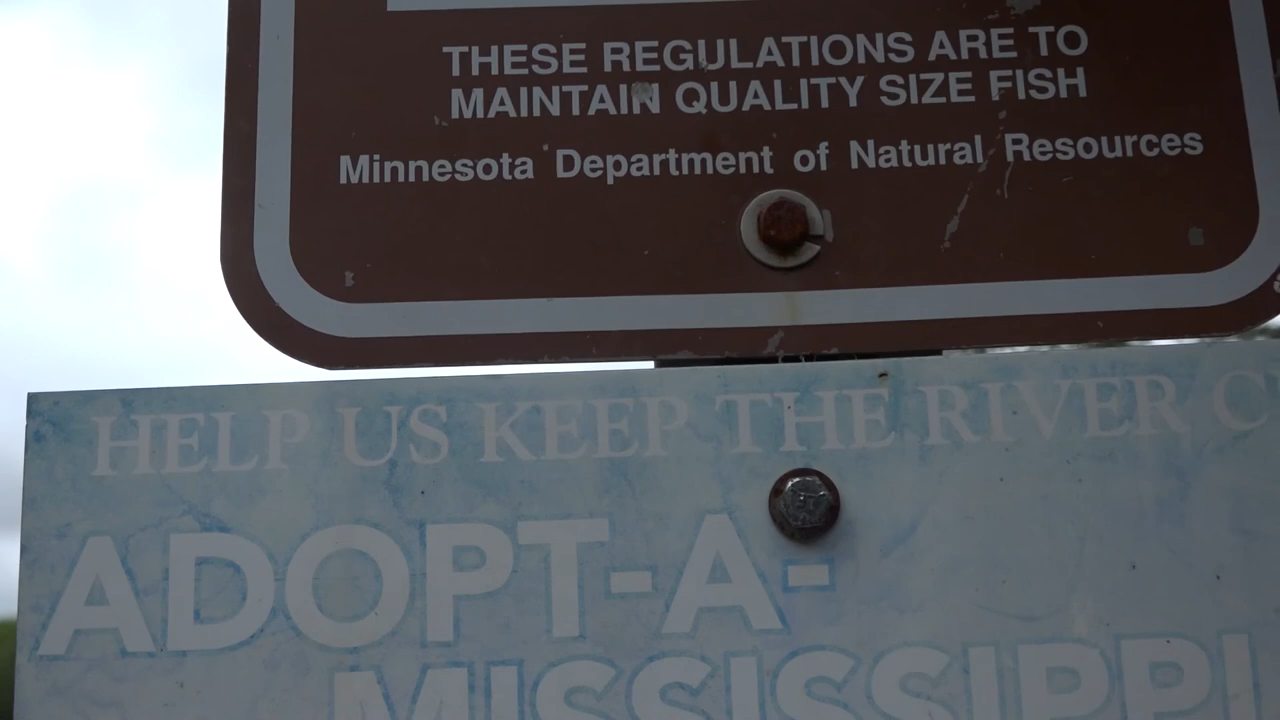 THESE REGULATIONS ARE TO
MAINTAIN QUALITY SIZE FISH
Minnesota Department of Natural Resources
HELP US KEEP THE RIVER
ADOPT-A-
MISSISSIPPI